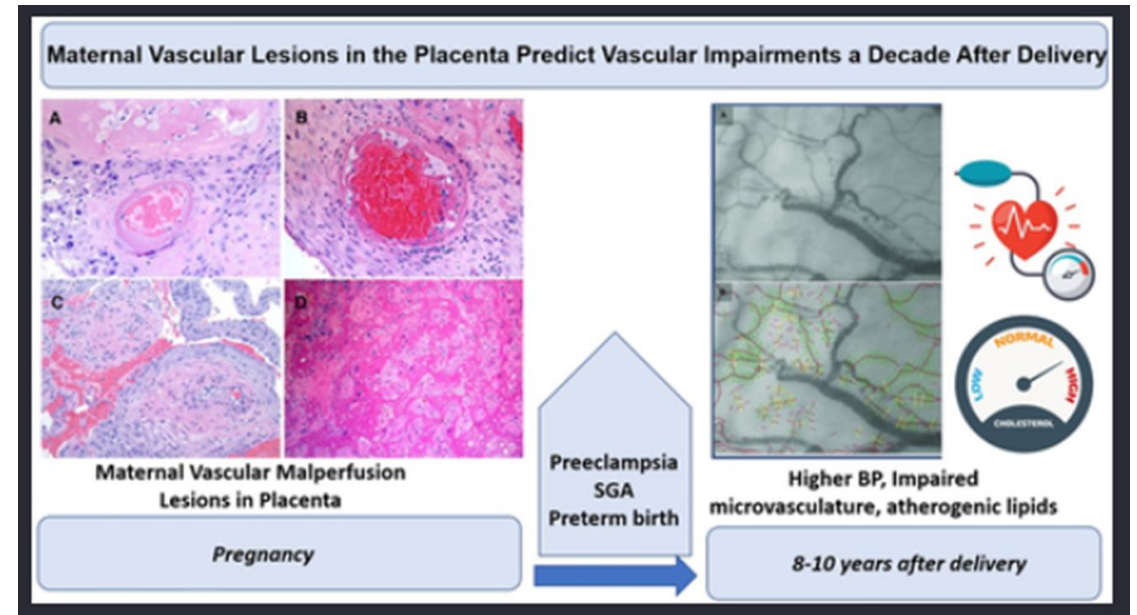 Maternal Vascular Lesions in the Placenta Predict Vascular Impairments a Decade After Delivery
A
B
C
D
Maternal Vascular Malperfusion
Lesions in Placenta
Pregnancy
Preeclampsia
SGA
Preterm birth
A
LOW
NORMAL
HIGH
CHOLESTEROL
Higher BP, Impaired
microvasculature, atherogenic lipids
8-10 years after delivery